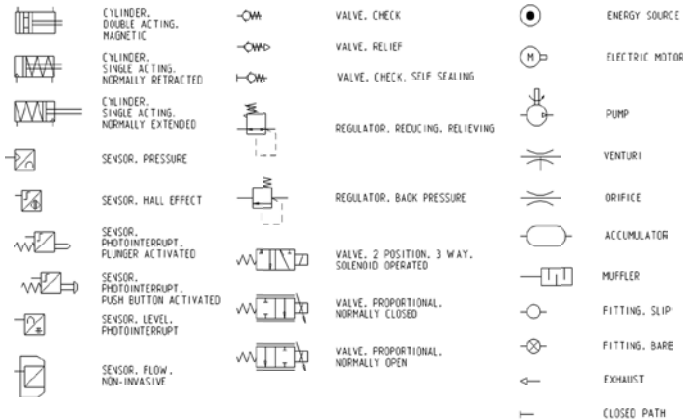 CYLINDER,
DOUBLE ACTING,
MAGNETIC
CYLINDER,
SINGLE ACTING,
NORMALLY RETRACTED
CYLINDER,
SINGLE ACTING,
NORMALLY EXTENDED
SENSOR, PRESSURE
SENSOR, HALL EFFECT
SENSOR,
PHOTOINTERRUPT,
PLUNGER ACTIVATED
SENSOR,
PHOTOINTERRUPT,
PUSH BUTTON ACTIVATED
SENSOR, LEVEL,
PHOTOINTERRUPT
SENSOR, FLOW,
NON-INVASIVE
VALVE, CHECK
VALVE, RELIEF
VALVE, CHECK, SELF SEALING
REGULATOR, REDUCING, RELIEVING
REGULATOR, BACK PRESSURE
VALVE, 2 POSITION, 3 WAY,
SOLENOID OPERATED
VALVE, PROPORTIONAL,
NORMALLY CLOSED
VALVE, PROPORTIONAL,
NORMALLY OPEN
ENERGY SOURCE
M
ELECTRIC MOTOR
PUMP
VENTURI
ORIFICE
ACCUMULATOR
MUFFLER
FITTING, SLIP
FITTING, BARB
EXHAUST
CLOSED PATH